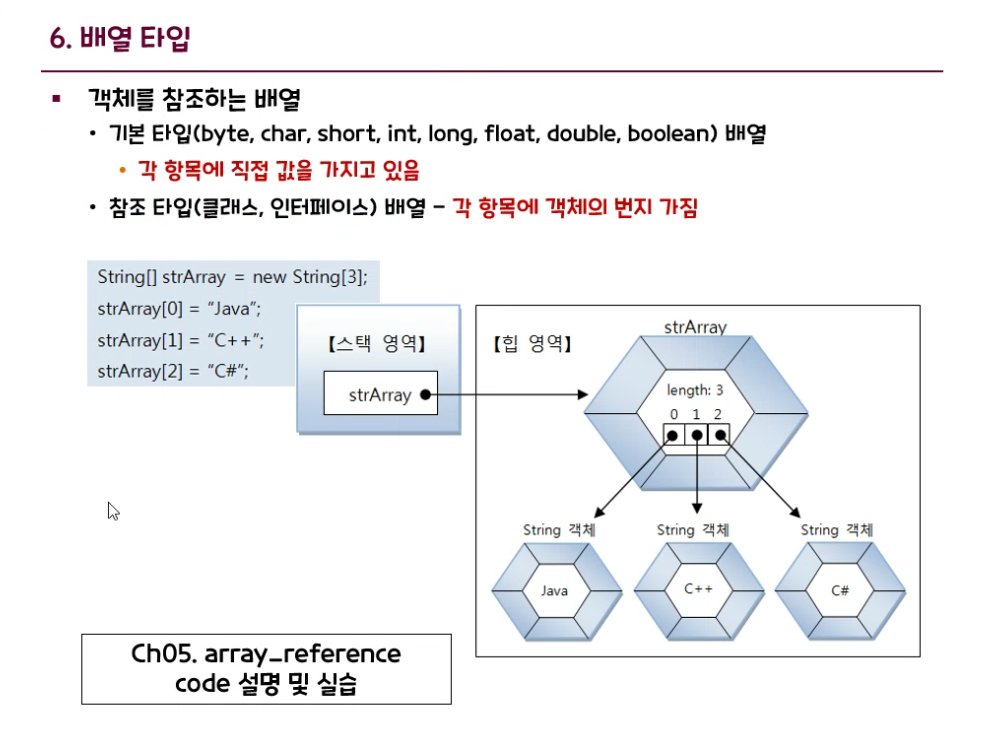 6. 배열 타입
▪ 객체를 참조하는 배열
• 기본 타입(byte, char, short, int, long, float, double, boolean) 배열
• 각 항목에 직접 값을 가지고 있음
• 참조 타입(클래스, 인터페이스) 배열 – 각 항목에 객체의 번지 가짐
String[] strArray = new String[3];
strArray[0] = “Java”;
strArray[1] = “C++”;
strArray[2] = “C#”;
【스택 영역】
strArray
【힙 영역】
strArray
length: 3
0 1 2
String 객체 String 객체 String 객체
Java C++ C#
Ch05. array_reference
code 설명 및 실습